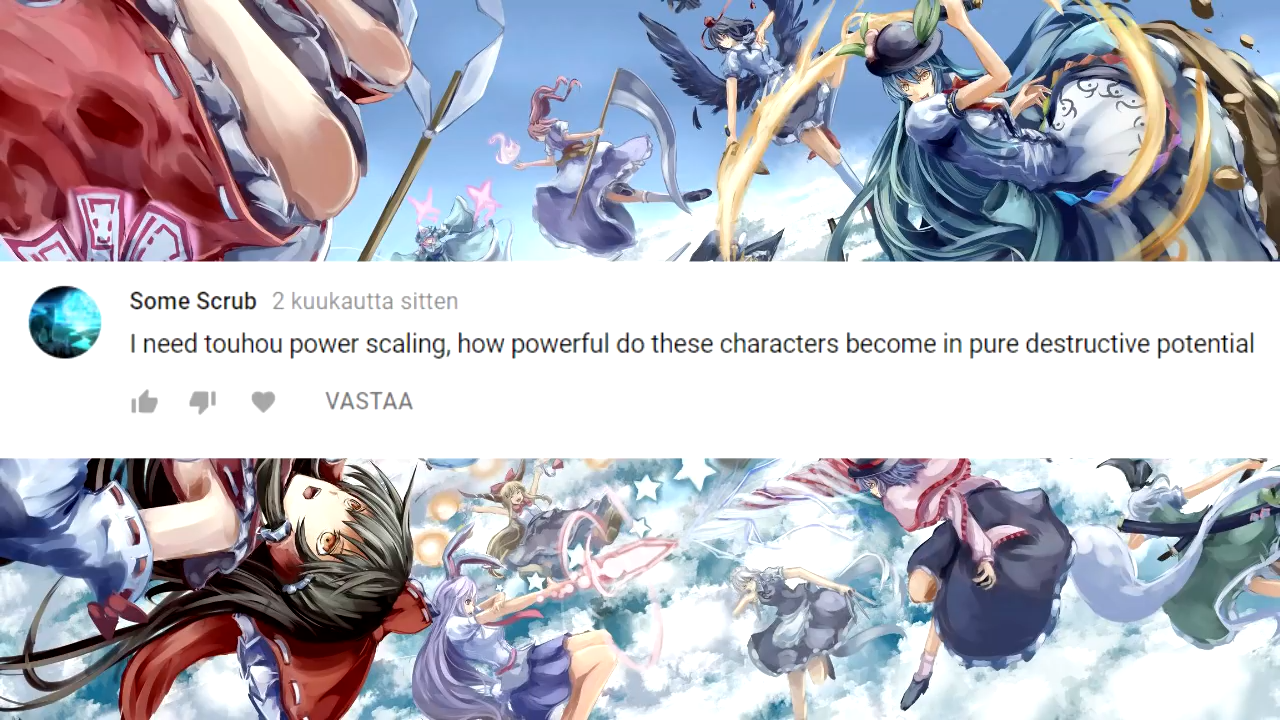 Some Scrub 2 kuukautta sitten
I need touhou power scaling, how powerful do these characters become in pure destructive potential
VASTAA